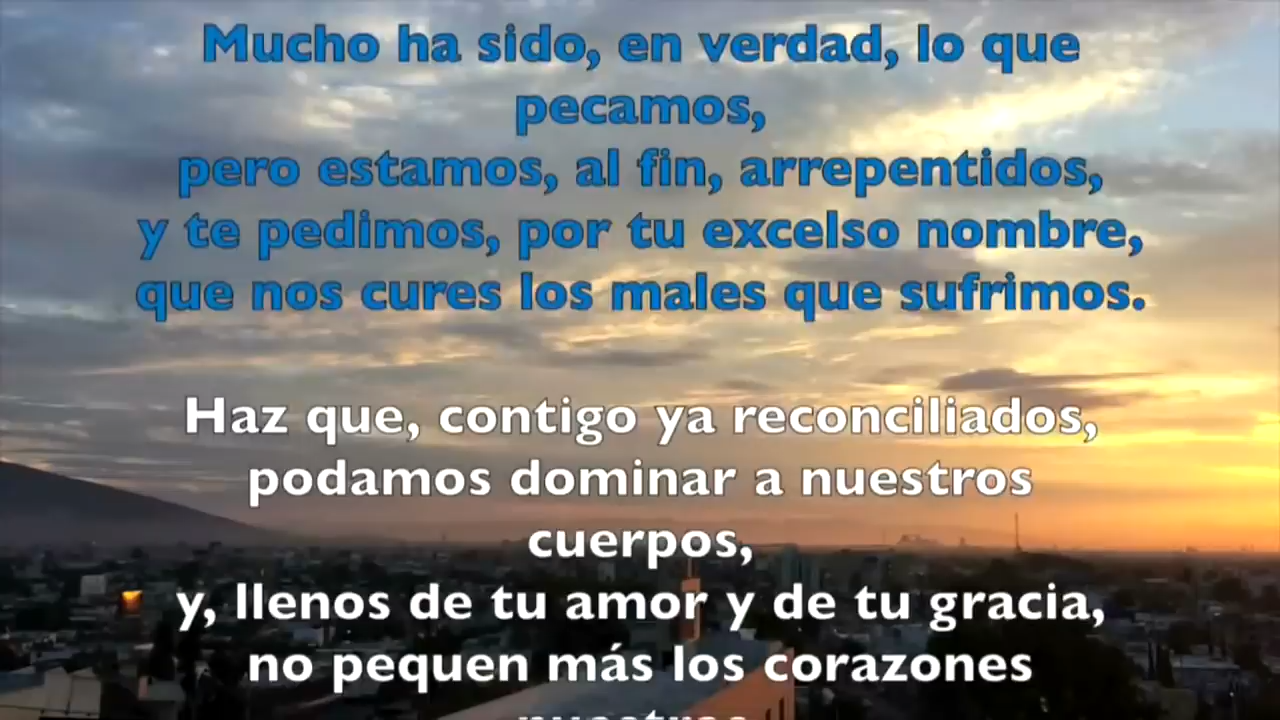 Mucho ha sido, en verdad, lo que
pecamos,
pero estamos, al fin, arrepentidos,
y te pedimos, por tu excelso nombre,
que nos cures los males que sufrimos.
Haz que, contigo ya reconciliados,
podamos dominar a nuestros
cuerpos,
y, llenos de tu amor y de tu gracia,
no pequen más los corazones